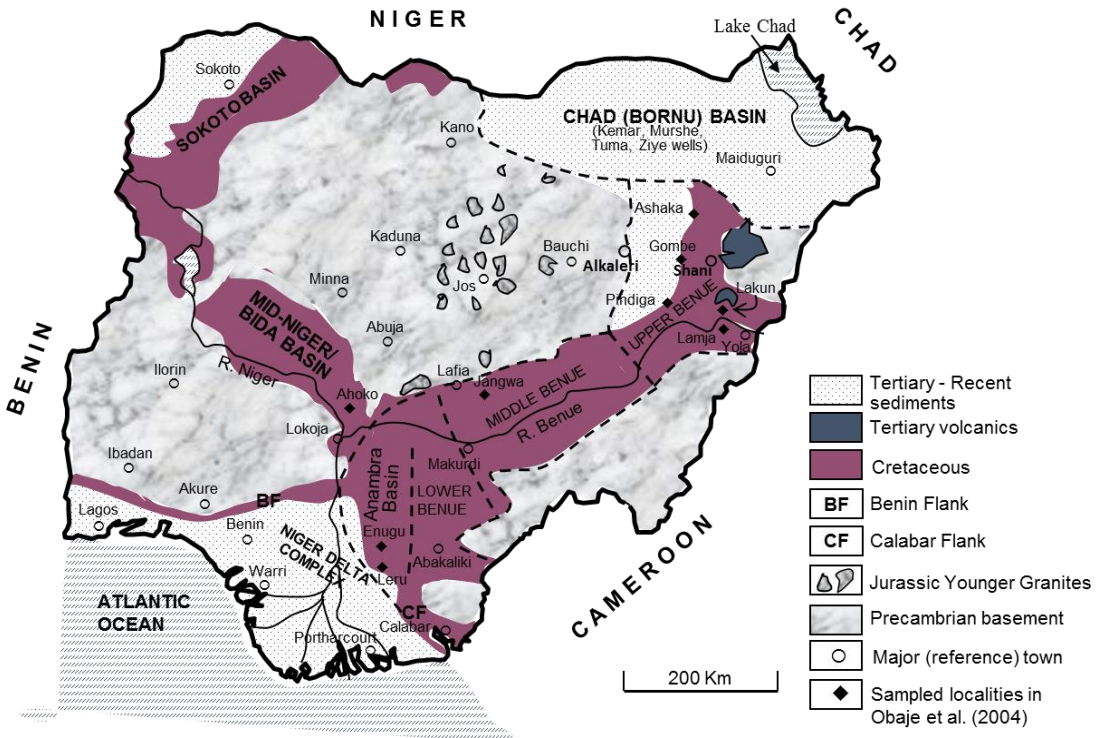 NIGER
CHAD
Lake Chad
Sokoto
SOKOTO BASIN
Kano
CHAD (BORNU) BASIN
(Kemar, Murshe,
Tuma, Ziye wells)
Maiduguri
Ashaka
Kaduna
Bauchi
Alkaleri
Gombe
Shani
Minna
Jos
Pindiga
Lakun
UPPER BENUE
MID-NIGER/
BIDA BASIN
Abuja
Lamja
Yola
BENIN
Ilorin
R. Niger
Lafia
Jangwa
MIDDLE BENUE
R. Benue
Ahoko
Lokoja
Makurdi
Ibadan
Akure
BF
Anambra
Basin
LOWER
BENUE
Lagos
Benin
NIGER DELTA
COMPLEX
Enugu
Abakaliki
Warri
Leru
CAMEROON
ATLANTIC
OCEAN
CF
Calabar
Portharcourt
200 Km
Tertiary - Recent
sediments
Tertiary volcanics
Cretaceous
BF Benin Flank
CF Calabar Flank
Jurassic Younger Granites
Precambrian basement
Major (reference) town
Sampled localities in
Obaje et al. (2004)